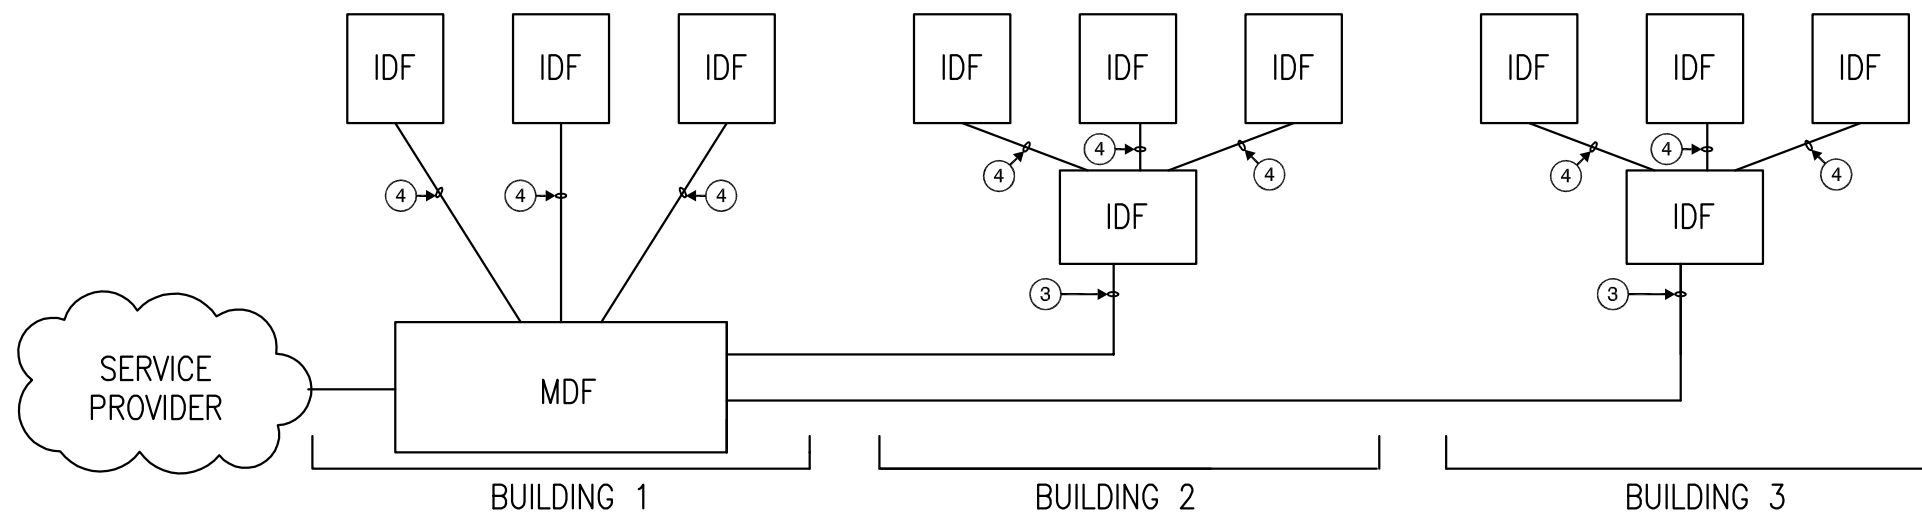 IDF
IDF
IDF
IDF
IDF
IDF
IDF
IDF
IDF
4
4
4
4
4
4
4
4
4
IDF
IDF
3
3
SERVICE
PROVIDER
MDF
BUILDING 1
BUILDING 2
BUILDING 3